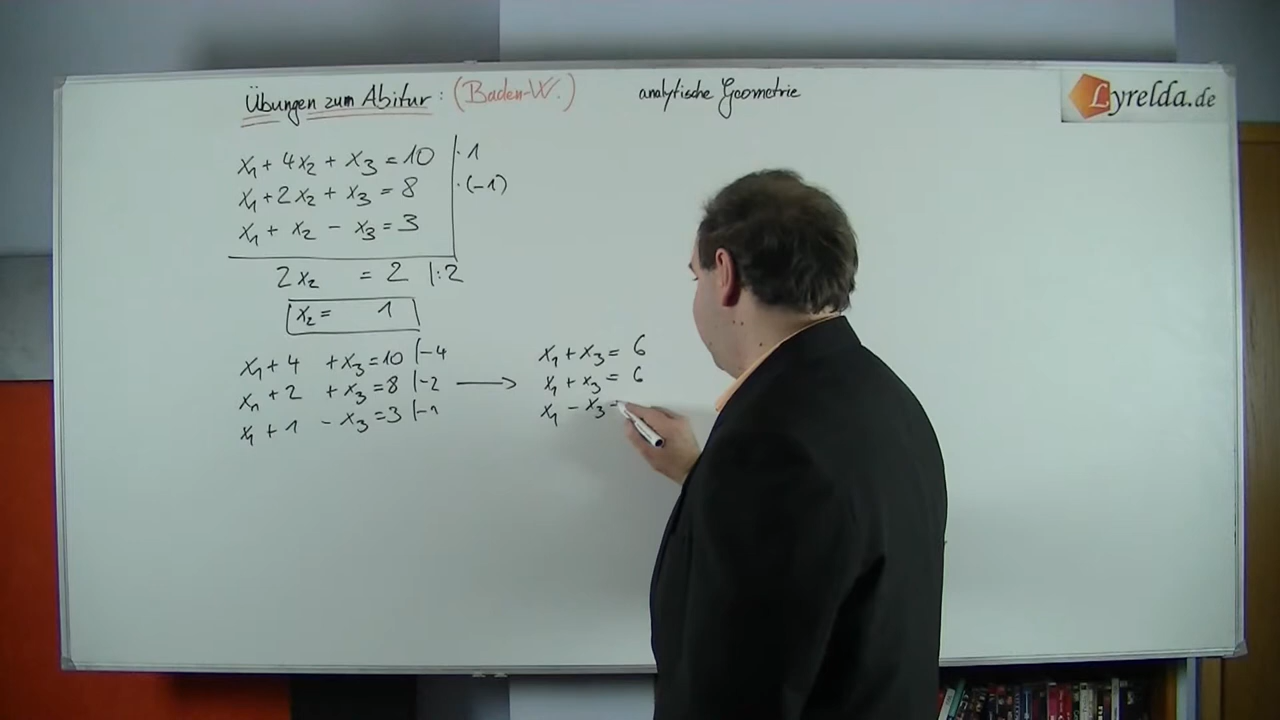 Übungen zum Abitur: (Baden-W.) analytische Geometrie
Lyrelda.de
x₁ + 4x₂ + x₃ = 10 | ·1
x₁ + 2x₂ + x₃ = 8 | ·(-1)
x₁ + x₂ - x₃ = 3
2x₂ = 2 |:2
x₂ = 1
x₁ + 4 + x₃ = 10 |-4
x₁ + 2 + x₃ = 8 |-2
x₁ + 1 - x₃ = 3 |-1
x₁ + x₃ = 6
x₁ + x₃ = 6
x₁ - x₃ =